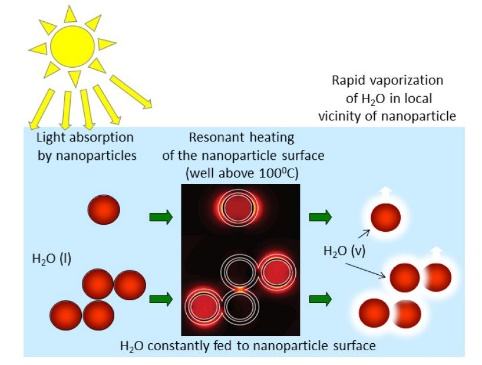 Rapid vaporization
of H₂O in local
vicinity of nanoparticle
Light absorption
by nanoparticles
Resonant heating
of the nanoparticle surface
(well above 100⁰C)
H₂O (l)
H₂O (v)
H₂O constantly fed to nanoparticle surface